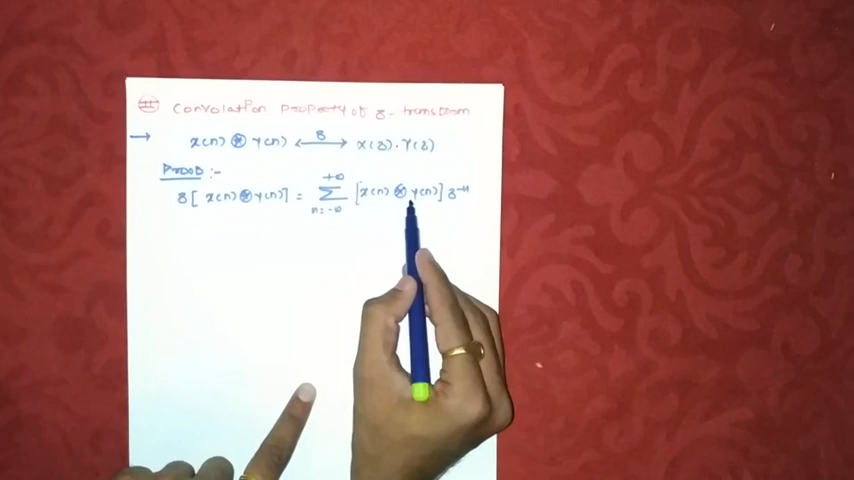 # Convolution property of z-transform
→ x(n) ⊛ y(n) ←z→ X(z). Y(z)
Proof :-
z[ x(n) ⊛ y(n)] = +∞ Σ n=-∞ [x(n) ⊛ y(n)] z⁻ⁿ